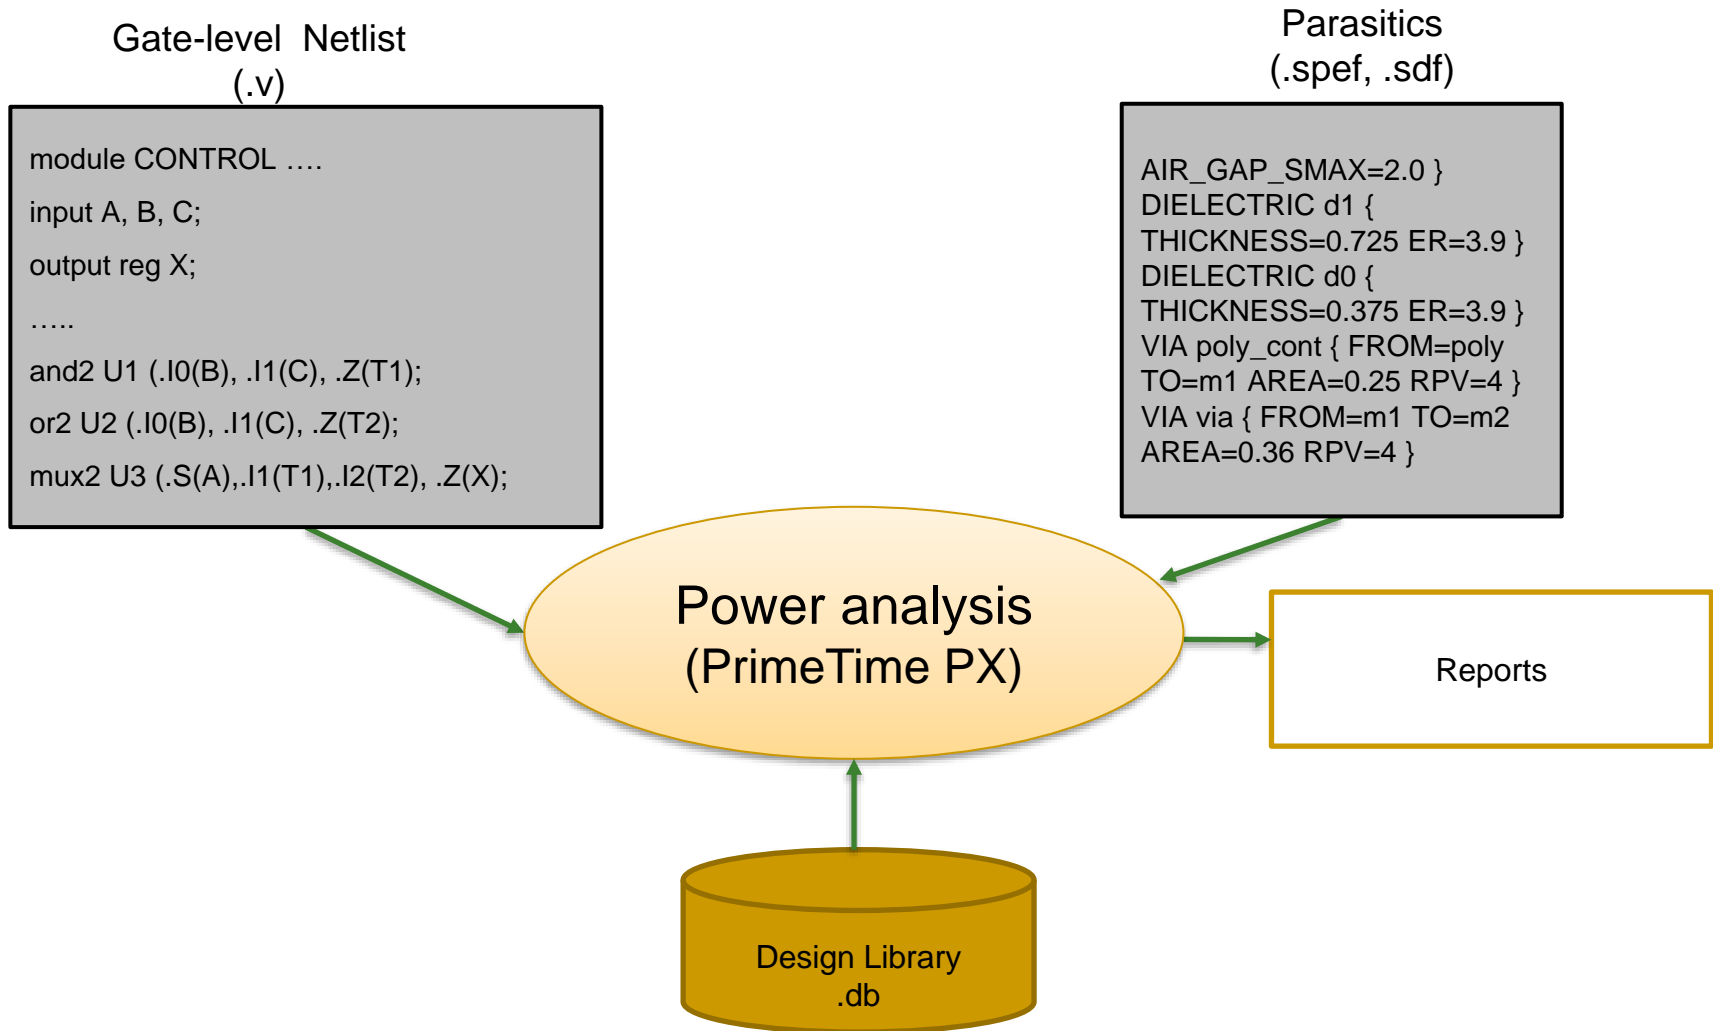 Gate-level  Netlist
(.v)
module CONTROL ….
input A, B, C;
output reg X;
…..
and2 U1 (.I0(B), .I1(C), .Z(T1);
or2 U2 (.I0(B), .I1(C), .Z(T2);
mux2 U3 (.S(A),.I1(T1),.I2(T2), .Z(X);
Parasitics
(.spef, .sdf)
AIR_GAP_SMAX=2.0 }
DIELECTRIC d1 {
THICKNESS=0.725 ER=3.9 }
DIELECTRIC d0 {
THICKNESS=0.375 ER=3.9 }
VIA poly_cont { FROM=poly
TO=m1 AREA=0.25 RPV=4 }
VIA via { FROM=m1 TO=m2
AREA=0.36 RPV=4 }
Power analysis
(PrimeTime PX)
Reports
Design Library
.db